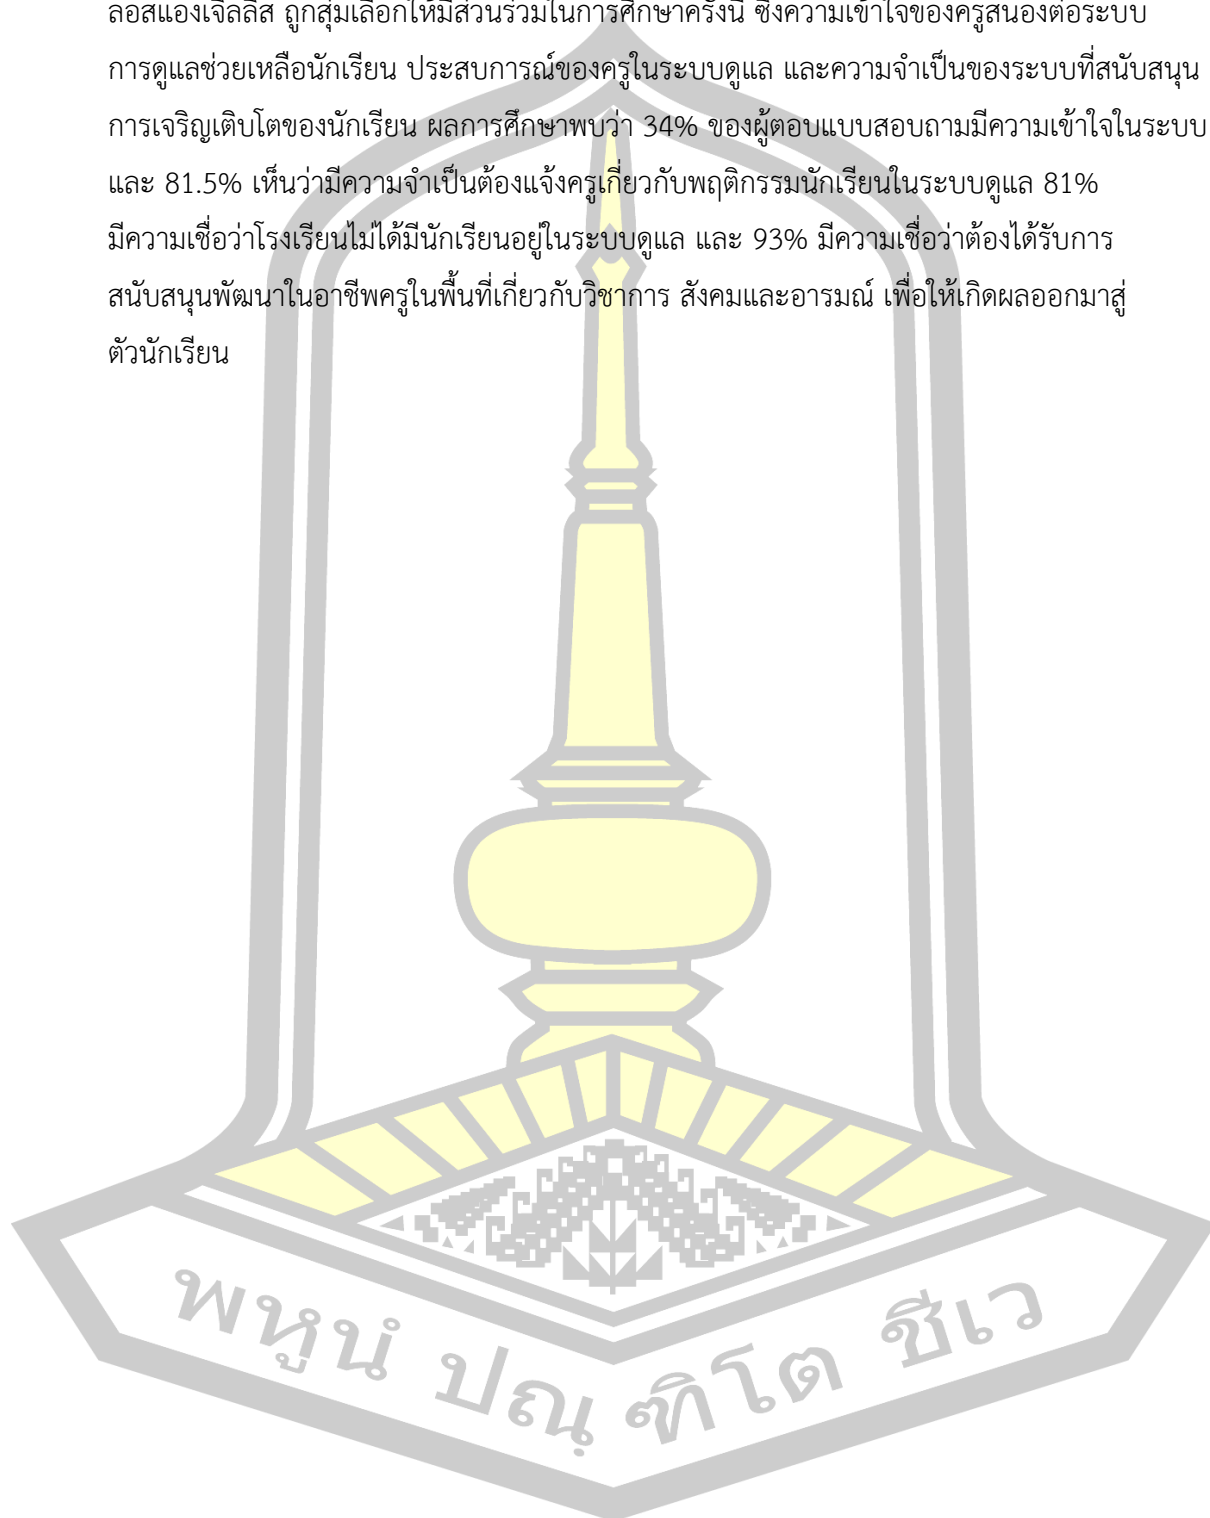 ลอสแองเจิลลิส ถูกสุ่มเลือกให้มีส่วนร่วมในการศึกษาครั้งนี้ ซึ่งความเข้าใจของครูสนองต่อระบบ
การดูแลช่วยเหลือนักเรียน ประสบการณ์ของครูในระบบดูแล และความจำเป็นของระบบที่สนับสนุน
การเจริญเติบโตของนักเรียน ผลการศึกษาพบว่า 34% ของผู้ตอบแบบสอบถามมีความเข้าใจในระบบ
และ 81.5% เห็นว่ามีความจำเป็นต้องแจ้งครูเกี่ยวกับพฤติกรรมนักเรียนในระบบดูแล 81%
มีความเชื่อว่าโรงเรียนไม่ได้มีนักเรียนอยู่ในระบบดูแล และ 93% มีความเชื่อว่าต้องได้รับการ
สนับสนุนพัฒนาในอาชีพครูในพื้นที่เกี่ยวกับวิชาการ สังคมและอารมณ์ เพื่อให้เกิดผลออกมาสู่
ตัวนักเรียน
พหูนํ ปณฺฑิโต ชีเว